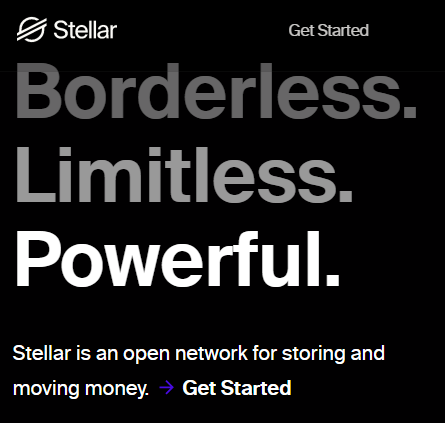 Stellar
Get Started
Borderless.
Limitless.
Powerful.
Stellar is an open network for storing and
moving money. → Get Started